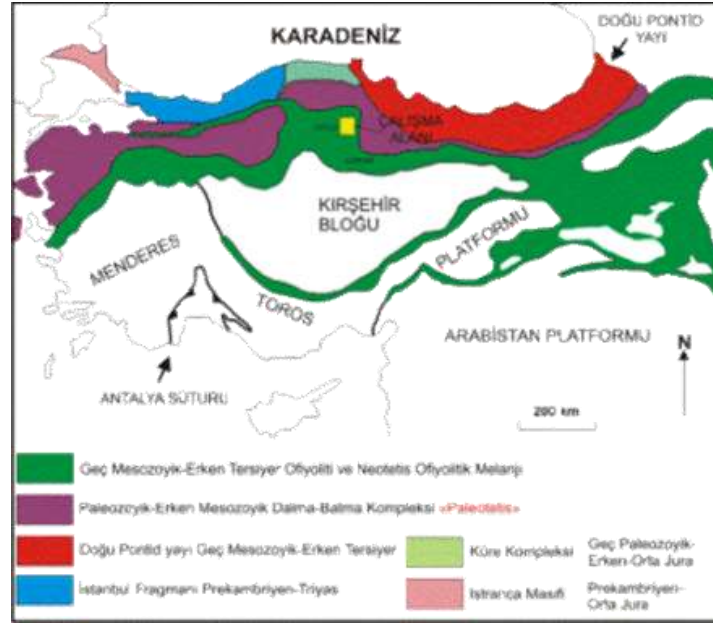 DOĞU PONTİD
YAYI
KARADENİZ
ÇALIŞMA
ALANI
KIRŞEHİR
BLOĞU
MENDERES
TOROS
PLATFORMU
ARABİSTAN PLATFORMU
N
ANTALYA SÜTURU
200 km
Geç Mesozoyik-Erken Tersiyer Ofiyoliti ve Neotetis Ofiyolitik Melanji
Paleozoyik-Erken Mesozoyik Dalma-Batma Kompleksi «Paleotetis»
Doğu Pontid yayı Geç Mesozoyik-Erken Tersiyer
Küre Kompleksi
Geç Paleozoyik-
Erken-Orta Jura
İstanbul Fragmanı Prekambriyen-Triyas
Istranca Masifi
Prekambriyen-
Orta Jura